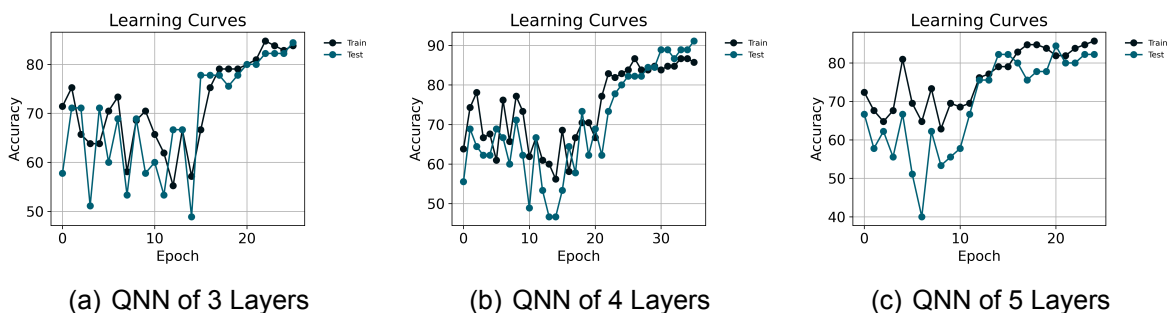 Learning Curves
Train
Test
Accuracy
80
70
60
50
0
10
20
Epoch
(a) QNN of 3 Layers
Learning Curves
Train
Test
Accuracy
90
80
70
60
50
0
10
20
30
Epoch
(b) QNN of 4 Layers
Learning Curves
Train
Test
Accuracy
80
70
60
50
40
0
10
20
Epoch
(c) QNN of 5 Layers